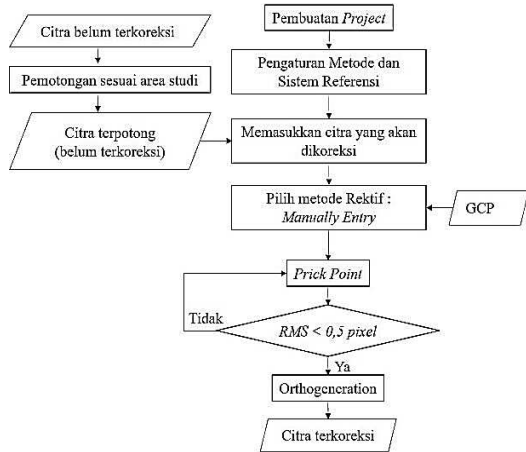 Citra belum terkoreksi
Pemotongan sesuai area studi
Citra terpotong
(belum terkoreksi)
Pembuatan Project
Pengaturan Metode dan
Sistem Referensi
Memasukkan citra yang akan
dikoreksi
Pilih metode Rektif :
Manually Entry
GCP
Prick Point
Tidak
RMS < 0,5 pixel
Ya
Orthogeneration
Citra terkoreksi